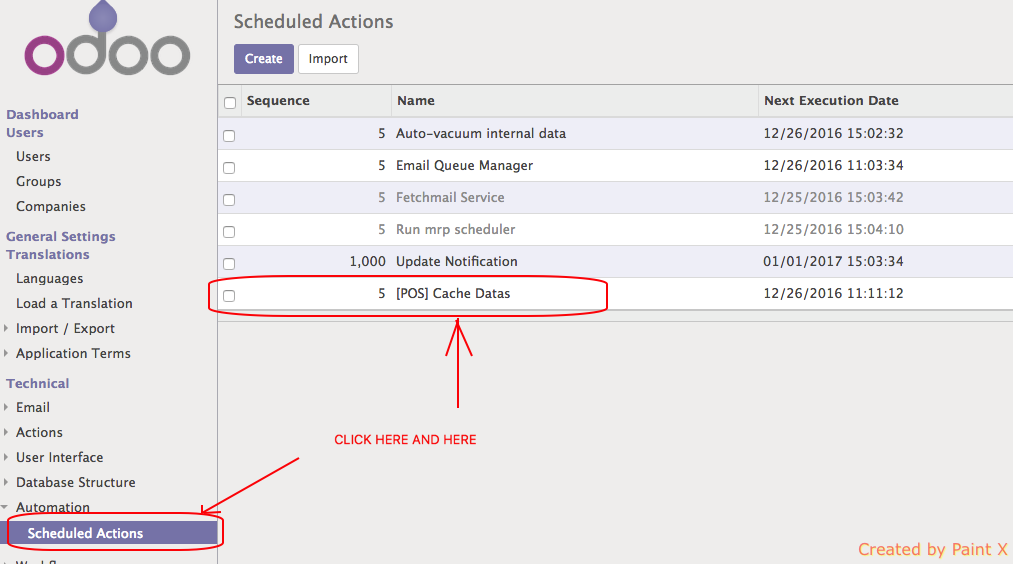 odoo
Dashboard
Users
Users
Groups
Companies
General Settings
Translations
Languages
Load a Translation
Import / Export
Application Terms
Technical
Email
Actions
User Interface
Database Structure
Automation
Scheduled Actions
Scheduled Actions
Create Import
Sequence Name Next Execution Date
5 Auto-vacuum internal data 12/26/2016 15:02:32
5 Email Queue Manager 12/26/2016 11:03:34
5 Fetchmail Service 12/25/2016 15:03:42
5 Run mrp scheduler 12/25/2016 15:04:10
1,000 Update Notification 01/01/2017 15:03:34
5 [POS] Cache Datas 12/26/2016 11:11:12
CLICK HERE AND HERE
Created by Paint X